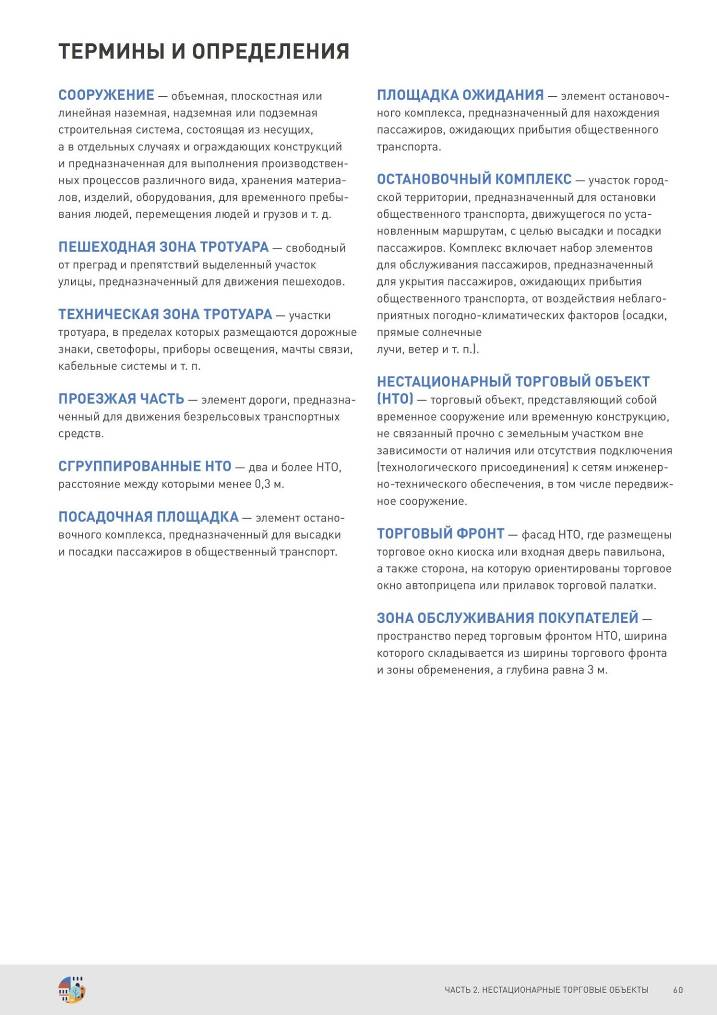 ТЕРМИНЫ И ОПРЕДЕЛЕНИЯ
СООРУЖЕНИЕ — объемная, плоскостная или
линейная наземная, надземная или подземная
строительная система, состоящая из несущих,
а в отдельных случаях и ограждающих конструкций
и предназначенная для выполнения производствен-
ных процессов различного вида, хранения материа-
лов, изделий, оборудования, для временного пребы-
вания людей, перемещения людей и грузов и т. д.
ПЕШЕХОДНАЯ ЗОНА ТРОТУАРА — свободный
от преград и препятствий выделенный участок
улицы, предназначенный для движения пешеходов.
ТЕХНИЧЕСКАЯ ЗОНА ТРОТУАРА — участки
тротуара, в пределах которых размещаются дорожные
знаки, светофоры, приборы освещения, мачты связи,
кабельные системы и т. п.
ПРОЕЗЖАЯ ЧАСТЬ — элемент дороги, предназна-
ченный для движения безрельсовых транспортных
средств.
СГРУППИРОВАННЫЕ НТО — два и более НТО,
расстояние между которыми менее 0,3 м.
ПОСАДОЧНАЯ ПЛОЩАДКА — элемент остано-
вочного комплекса, предназначенный для высадки
и посадки пассажиров в общественный транспорт.
ПЛОЩАДКА ОЖИДАНИЯ — элемент остановоч-
ного комплекса, предназначенный для нахождения
пассажиров, ожидающих прибытия общественного
транспорта.
ОСТАНОВОЧНЫЙ КОМПЛЕКС — участок город-
ской территории, предназначенный для остановки
общественного транспорта, движущегося по уста-
новленным маршрутам, с целью высадки и посадки
пассажиров. Комплекс включает набор элементов
для обслуживания пассажиров, предназначенный
для укрытия пассажиров, ожидающих прибытия
общественного транспорта, от воздействия неблаго-
приятных погодно-климатических факторов (осадки,
прямые солнечные
лучи, ветер и т. п.).
НЕСТАЦИОНАРНЫЙ ТОРГОВЫЙ ОБЪЕКТ
(НТО) — торговый объект, представляющий собой
временное сооружение или временную конструкцию,
не связанный прочно с земельным участком вне
зависимости от наличия или отсутствия подключения
(технологического присоединения) к сетям инженер-
но-технического обеспечения, в том числе передвиж-
ное сооружение.
ТОРГОВЫЙ ФРОНТ — фасад НТО, где размещены
торговое окно киоска или входная дверь павильона,
а также сторона, на которую ориентированы торговое
окно автоприцепа или прилавок торговой палатки.
ЗОНА ОБСЛУЖИВАНИЯ ПОКУПАТЕЛЕЙ —
пространство перед торговым фронтом НТО, ширина
которого складывается из ширины торгового фронта
и зоны обременения, а глубина равна 3 м.
ЧАСТЬ 2. НЕСТАЦИОНАРНЫЕ ТОРГОВЫЕ ОБЪЕКТЫ 60